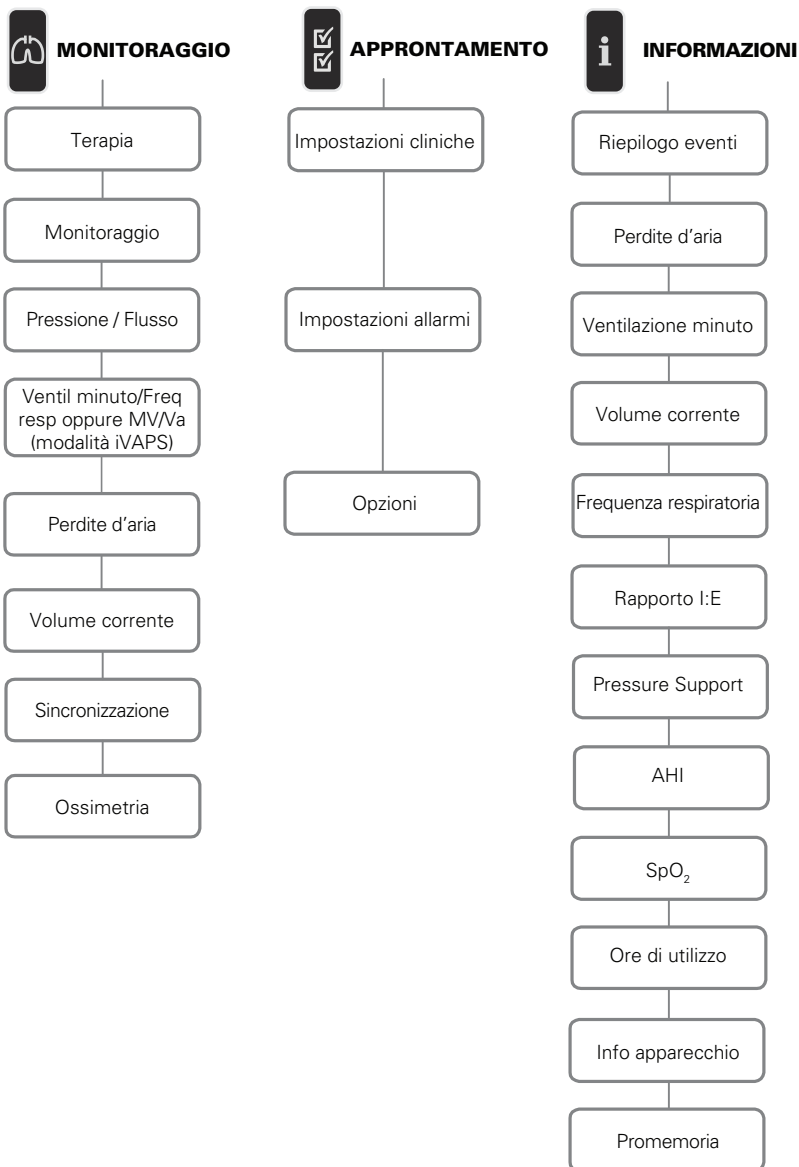 MONITORAGGIO
Terapia
Monitoraggio
Pressione / Flusso
Ventil minuto/Freq
resp oppure MV/Va
(modalità iVAPS)
Perdite d'aria
Volume corrente
Sincronizzazione
Ossimetria
APPRONTAMENTO
Impostazioni cliniche
Impostazioni allarmi
Opzioni
i INFORMAZIONI
Riepilogo eventi
Perdite d'aria
Ventilazione minuto
Volume corrente
Frequenza respiratoria
Rapporto I:E
Pressure Support
AHI
SpO₂
Ore di utilizzo
Info apparecchio
Promemoria